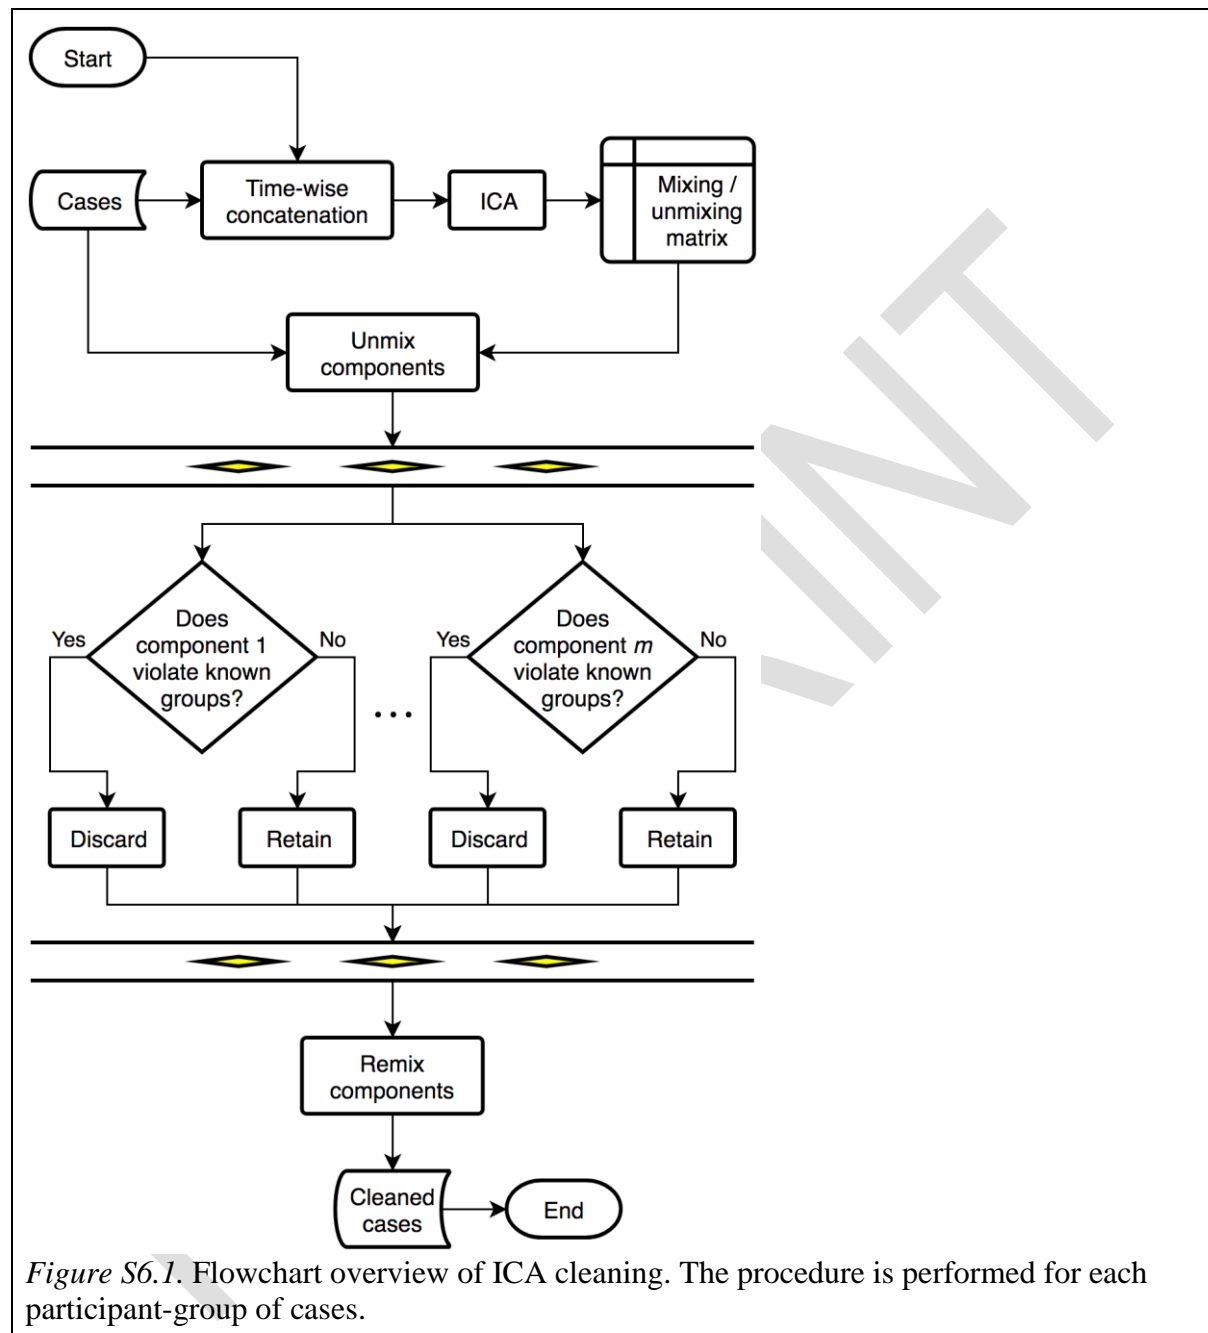 Start
Cases
Time-wise
concatenation
ICA
Mixing /
unmixing
matrix
Unmix
components
Does
component 1
violate known
groups?
Yes
No
...
Does
component m
violate known
groups?
Yes
No
Discard
Retain
Discard
Retain
Remix
components
Cleaned
cases
End
Figure S6.1. Flowchart overview of ICA cleaning. The procedure is performed for each
participant-group of cases.